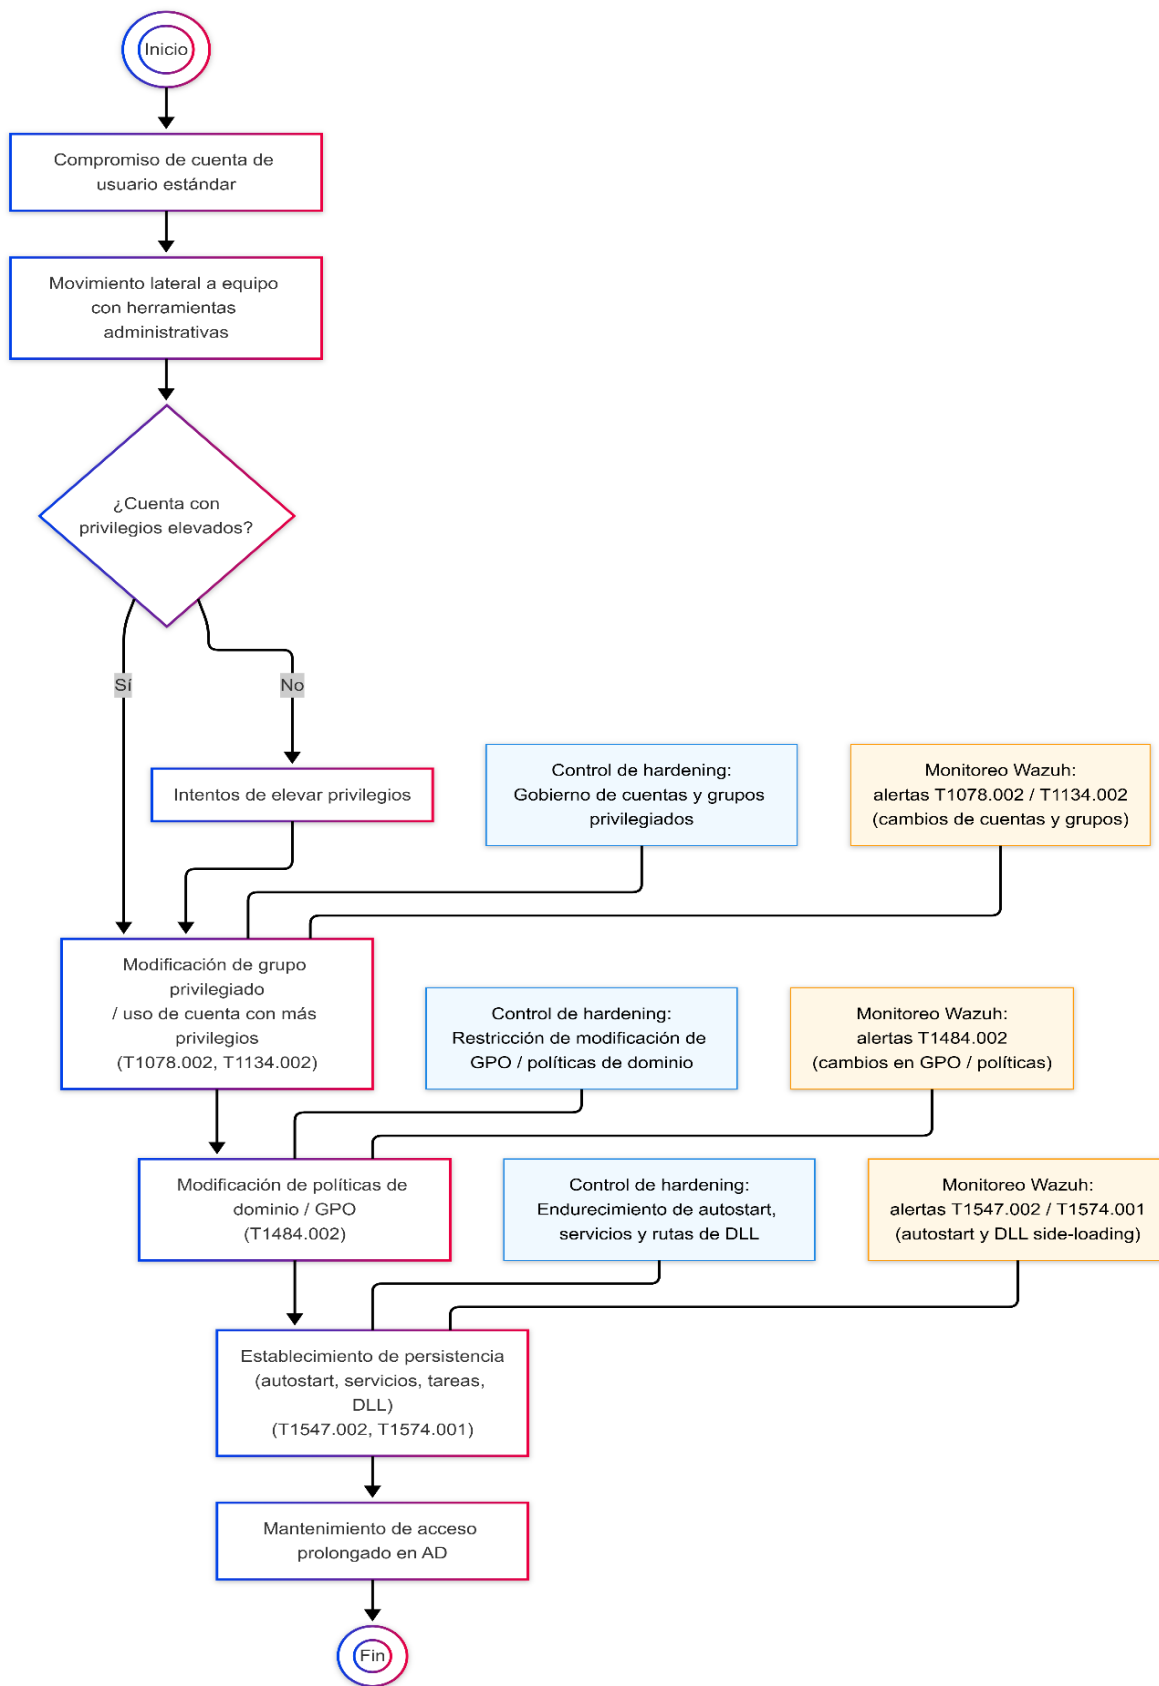 Inicio
Compromiso de cuenta de
usuario estándar
Movimiento lateral a equipo
con herramientas
administrativas
¿Cuenta con
privilegios elevados?
Sí
No
Intentos de elevar privilegios
Control de hardening:
Gobierno de cuentas y grupos
privilegiados
Monitoreo Wazuh:
alertas T1078.002 / T1134.002
(cambios de cuentas y grupos)
Modificación de grupo
privilegiado
/ uso de cuenta con más
privilegios
(T1078.002, T1134.002)
Control de hardening:
Restricción de modificación de
GPO / políticas de dominio
Monitoreo Wazuh:
alertas T1484.002
(cambios en GPO / políticas)
Modificación de políticas de
dominio / GPO
(T1484.002)
Control de hardening:
Endurecimiento de autostart,
servicios y rutas de DLL
Monitoreo Wazuh:
alertas T1547.002 / T1574.001
(autostart y DLL side-loading)
Establecimiento de persistencia
(autostart, servicios, tareas,
DLL)
(T1547.002, T1574.001)
Mantenimiento de acceso
prolongado en AD
Fin